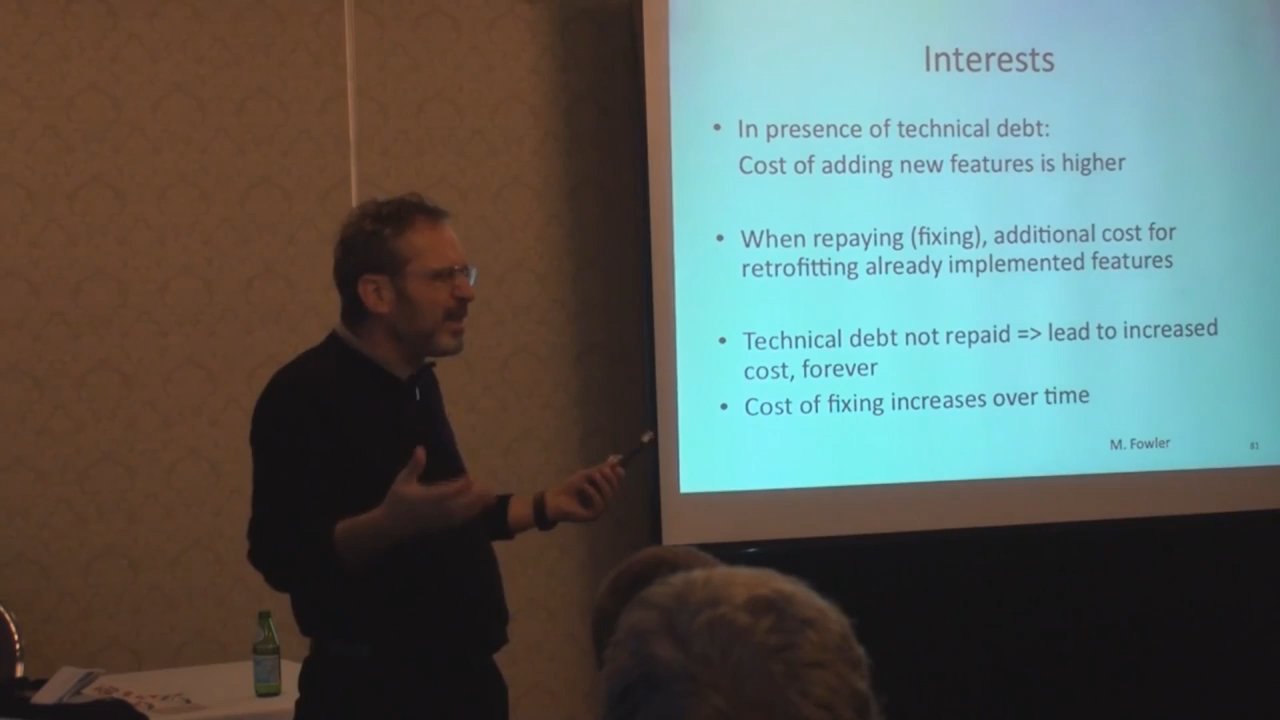 Interests
• In presence of technical debt:
Cost of adding new features is higher
• When repaying (fixing), additional cost for
retrofitting already implemented features
• Technical debt not repaid => lead to increased
cost, forever
• Cost of fixing increases over time
M. Fowler
81